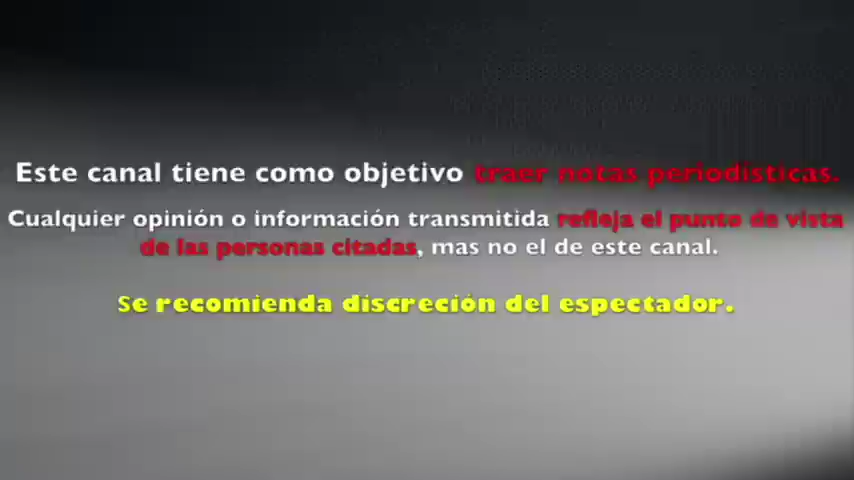 Este canal tiene como objetivo traer notas periodísticas.
Cualquier opinión o información transmitida refleja el punto de vista
de las personas citadas, mas no el de este canal.
Se recomienda discreción del espectador.